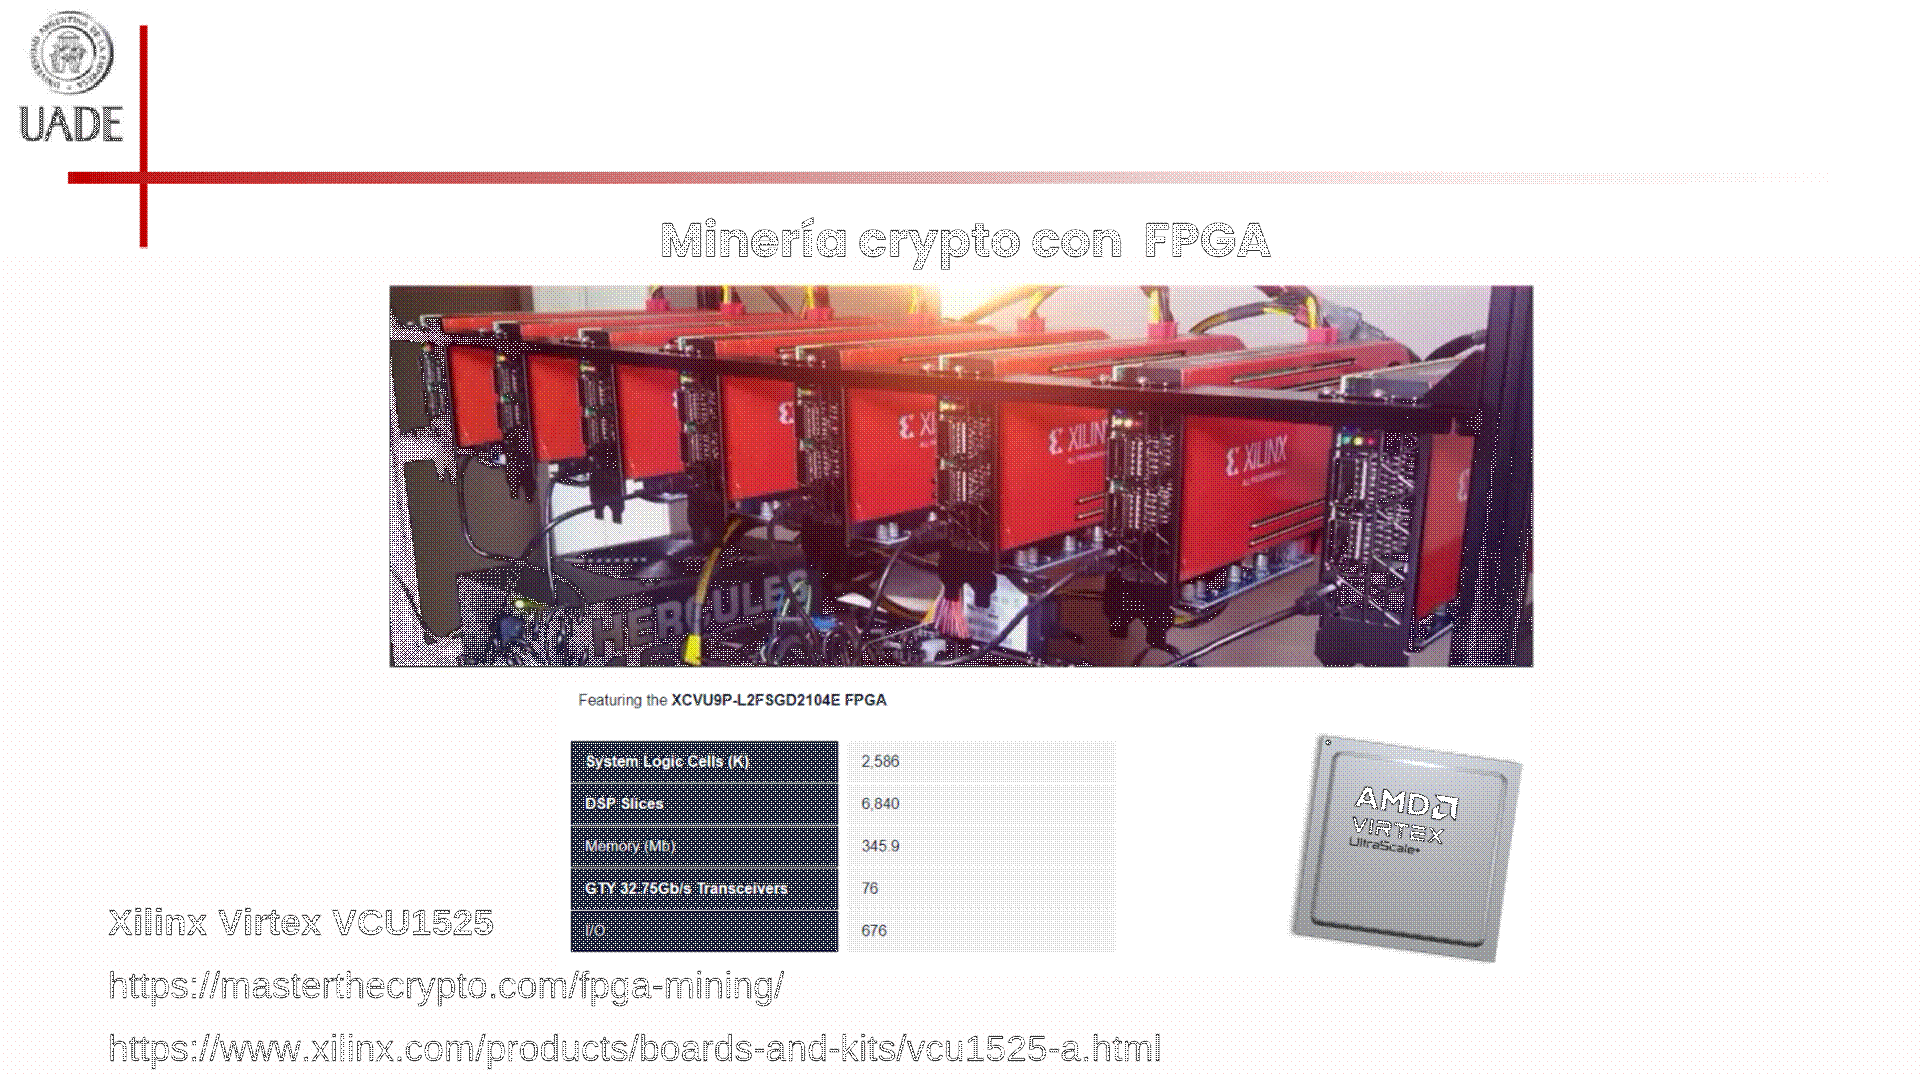 UADE
Minería crypto con FPGA
XILINX
XILINX
HERCULES
Featuring the XCVU9P-L2FSGD2104E FPGA
System Logic Cells (K) 2,586
DSP Slices 6,840
Memory (Mb) 345.9
GTY 32.75Gb/s Transceivers 76
I/O 676
AMD
VIRTEX
UltraScale+
Xilinx Virtex VCU1525
https://masterthecrypto.com/fpga-mining/
https://www.xilinx.com/products/boards-and-kits/vcu1525-a.html